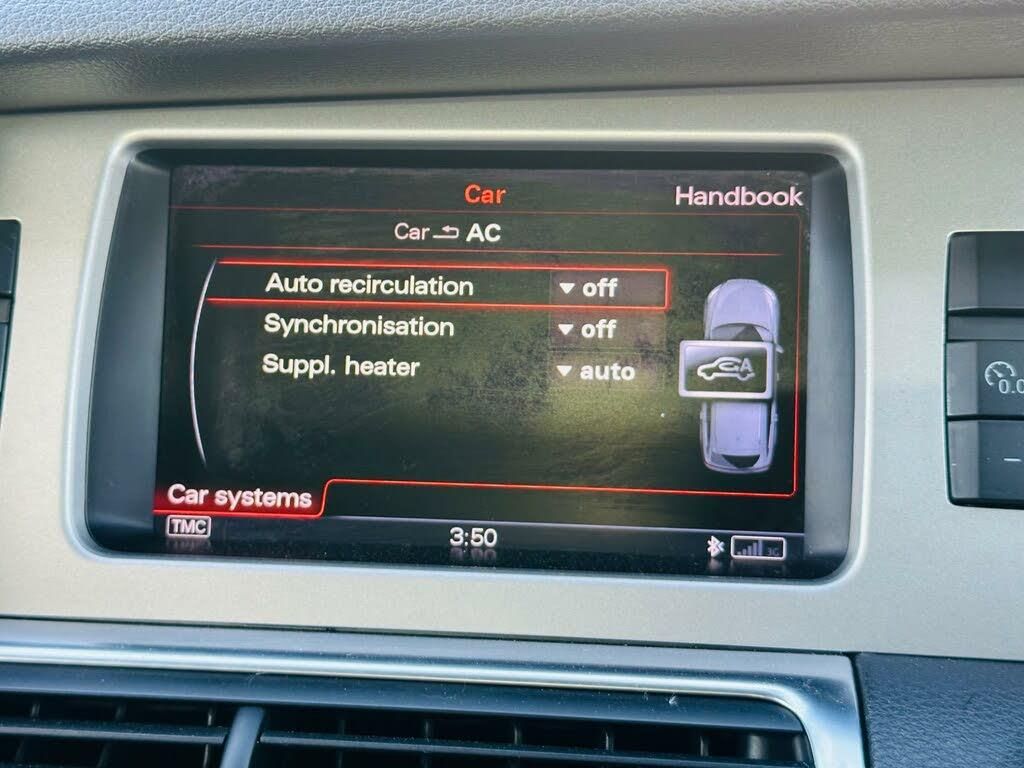 Car Handbook
Car AC
Auto recirculation off
Synchronisation off
Suppl. heater auto
A
Car systems
TMC 3:50 3G